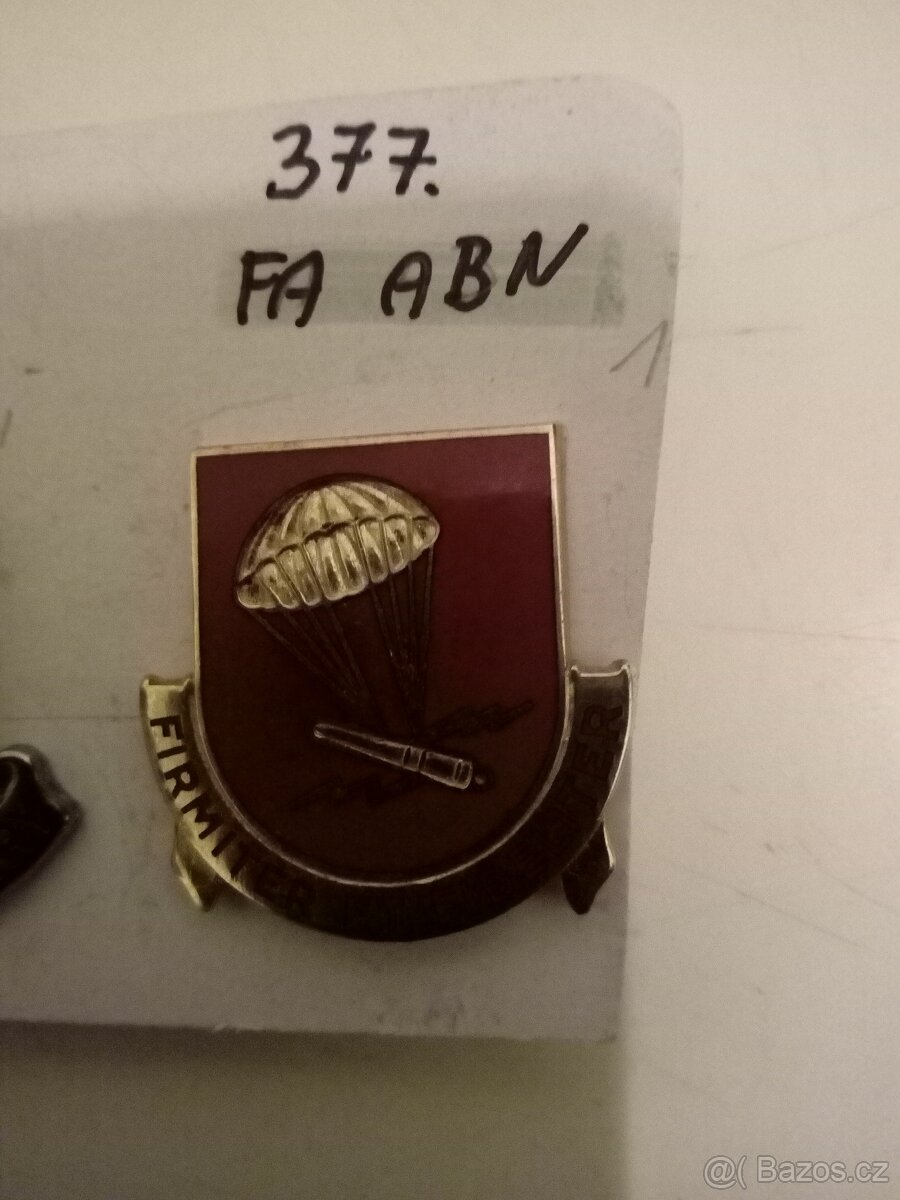 377.
FA ABN
1
FIRMITER
@( Bazos.cz